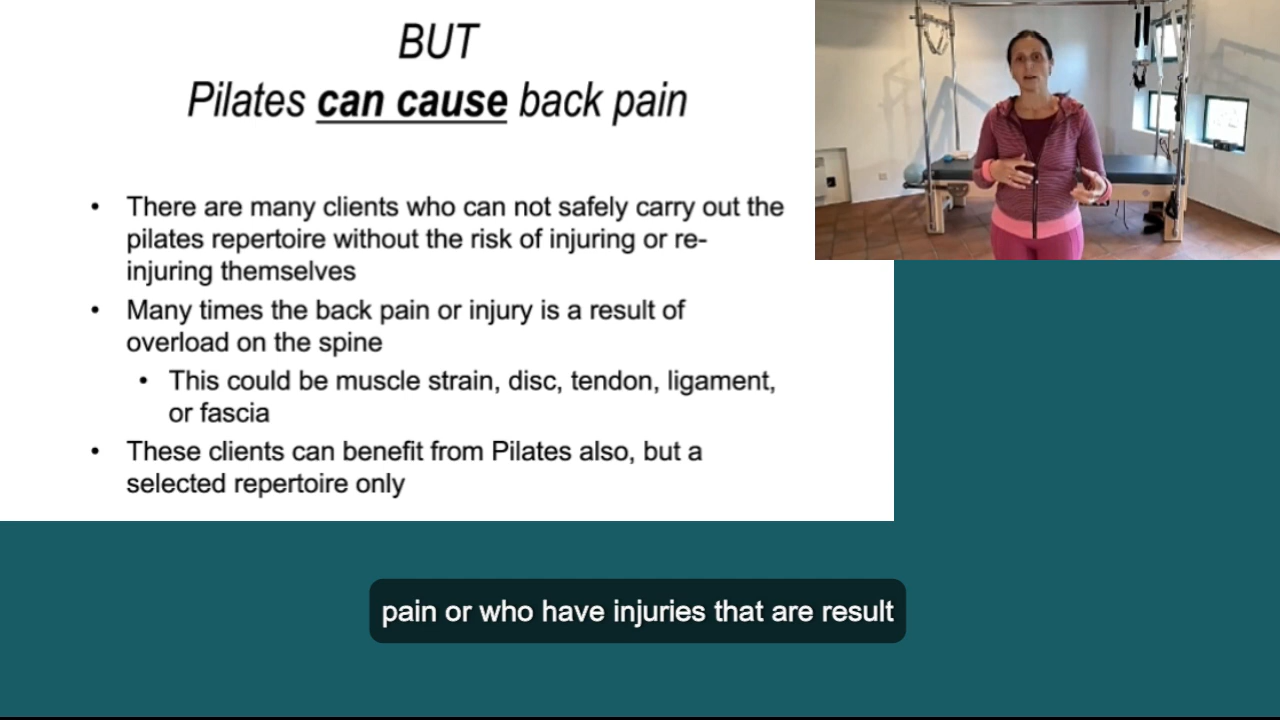 BUT
Pilates can cause back pain
• There are many clients who can not safely carry out the
pilates repertoire without the risk of injuring or re-
injuring themselves
• Many times the back pain or injury is a result of
overload on the spine
• This could be muscle strain, disc, tendon, ligament,
or fascia
• These clients can benefit from Pilates also, but a
selected repertoire only
pain or who have injuries that are result